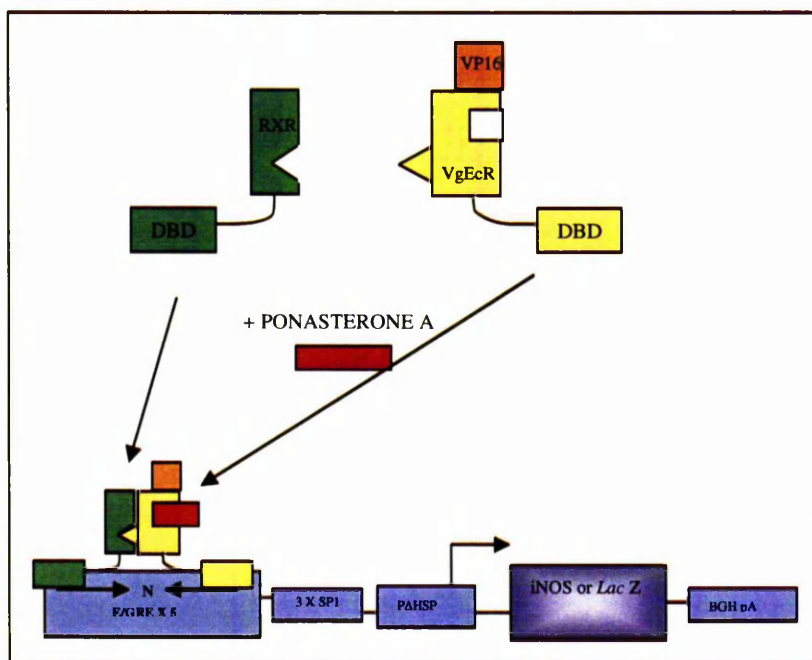 VP16
RXR
VgEcR
DBD
DBD
+ PONASTERONE A
N
E/GRE X 5
3 X SP1
PΔHSP
iNOS or Lac Z
BGH pA